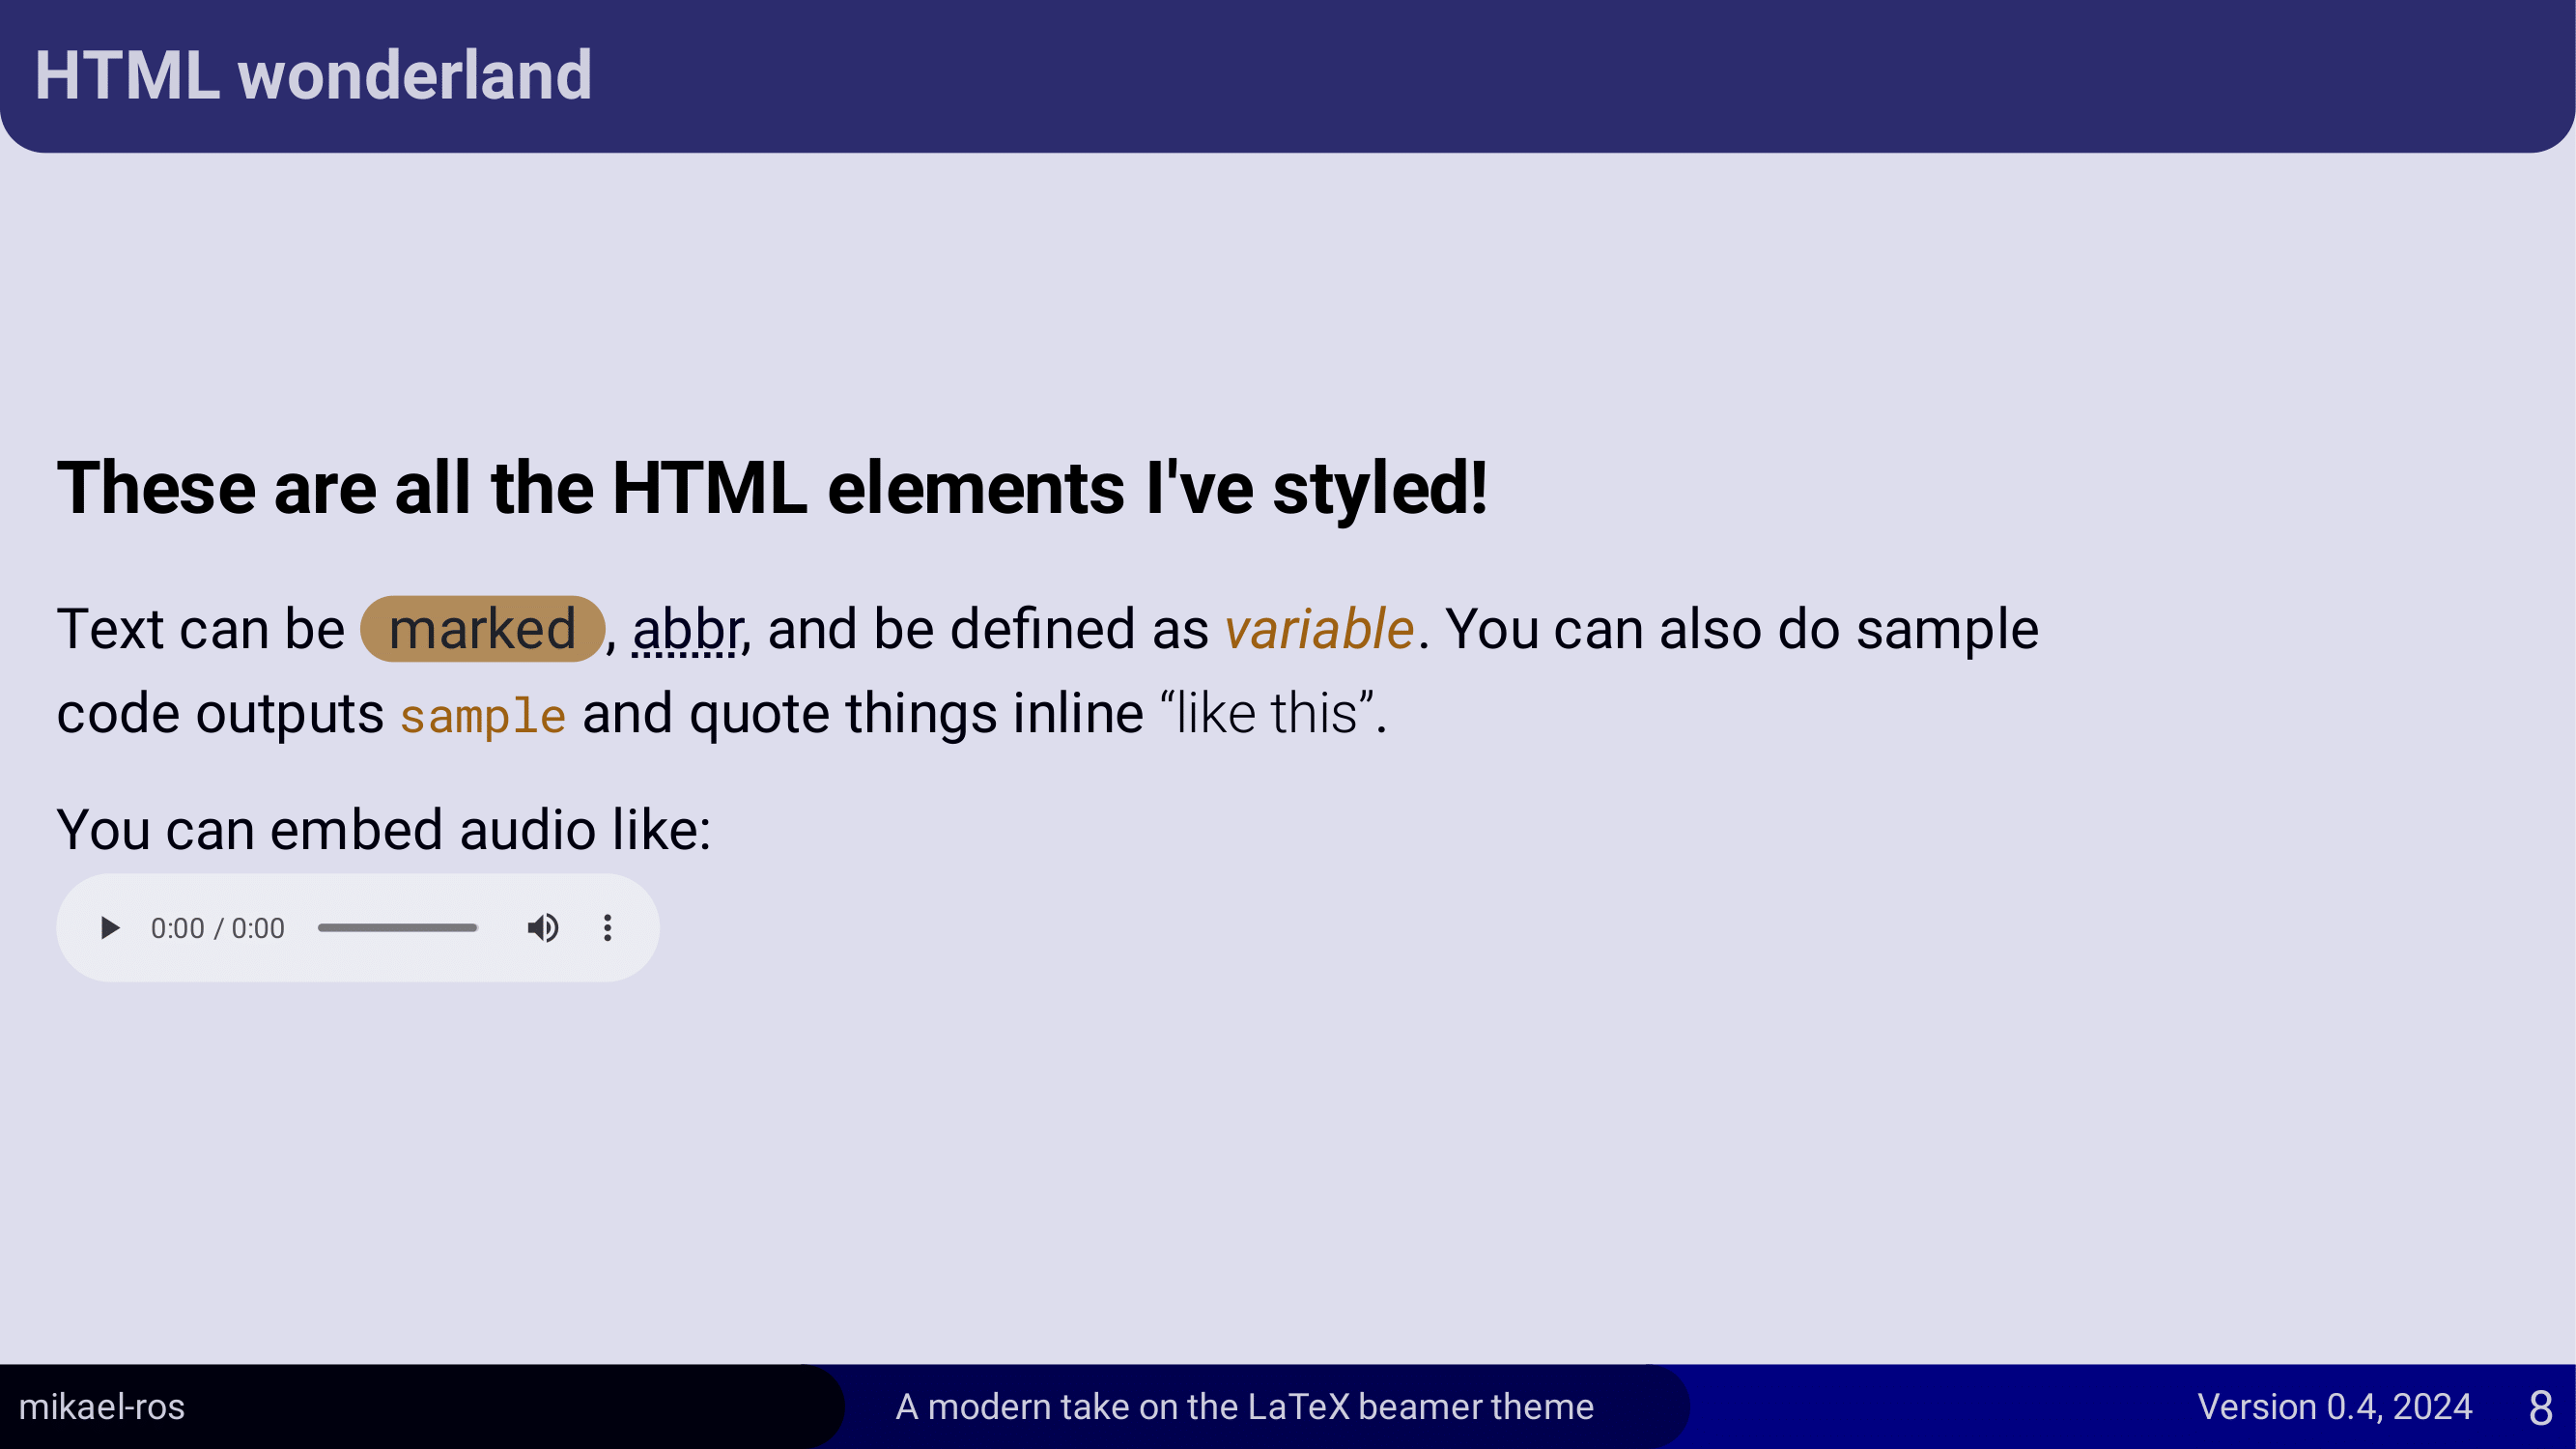 HTML wonderland
These are all the HTML elements I've styled!
Text can be marked , abbr, and be defined as variable. You can also do sample
code outputs sample and quote things inline “like this”.
You can embed audio like:
0:00 / 0:00
mikael-ros
A modern take on the LaTeX beamer theme
Version 0.4, 2024
8